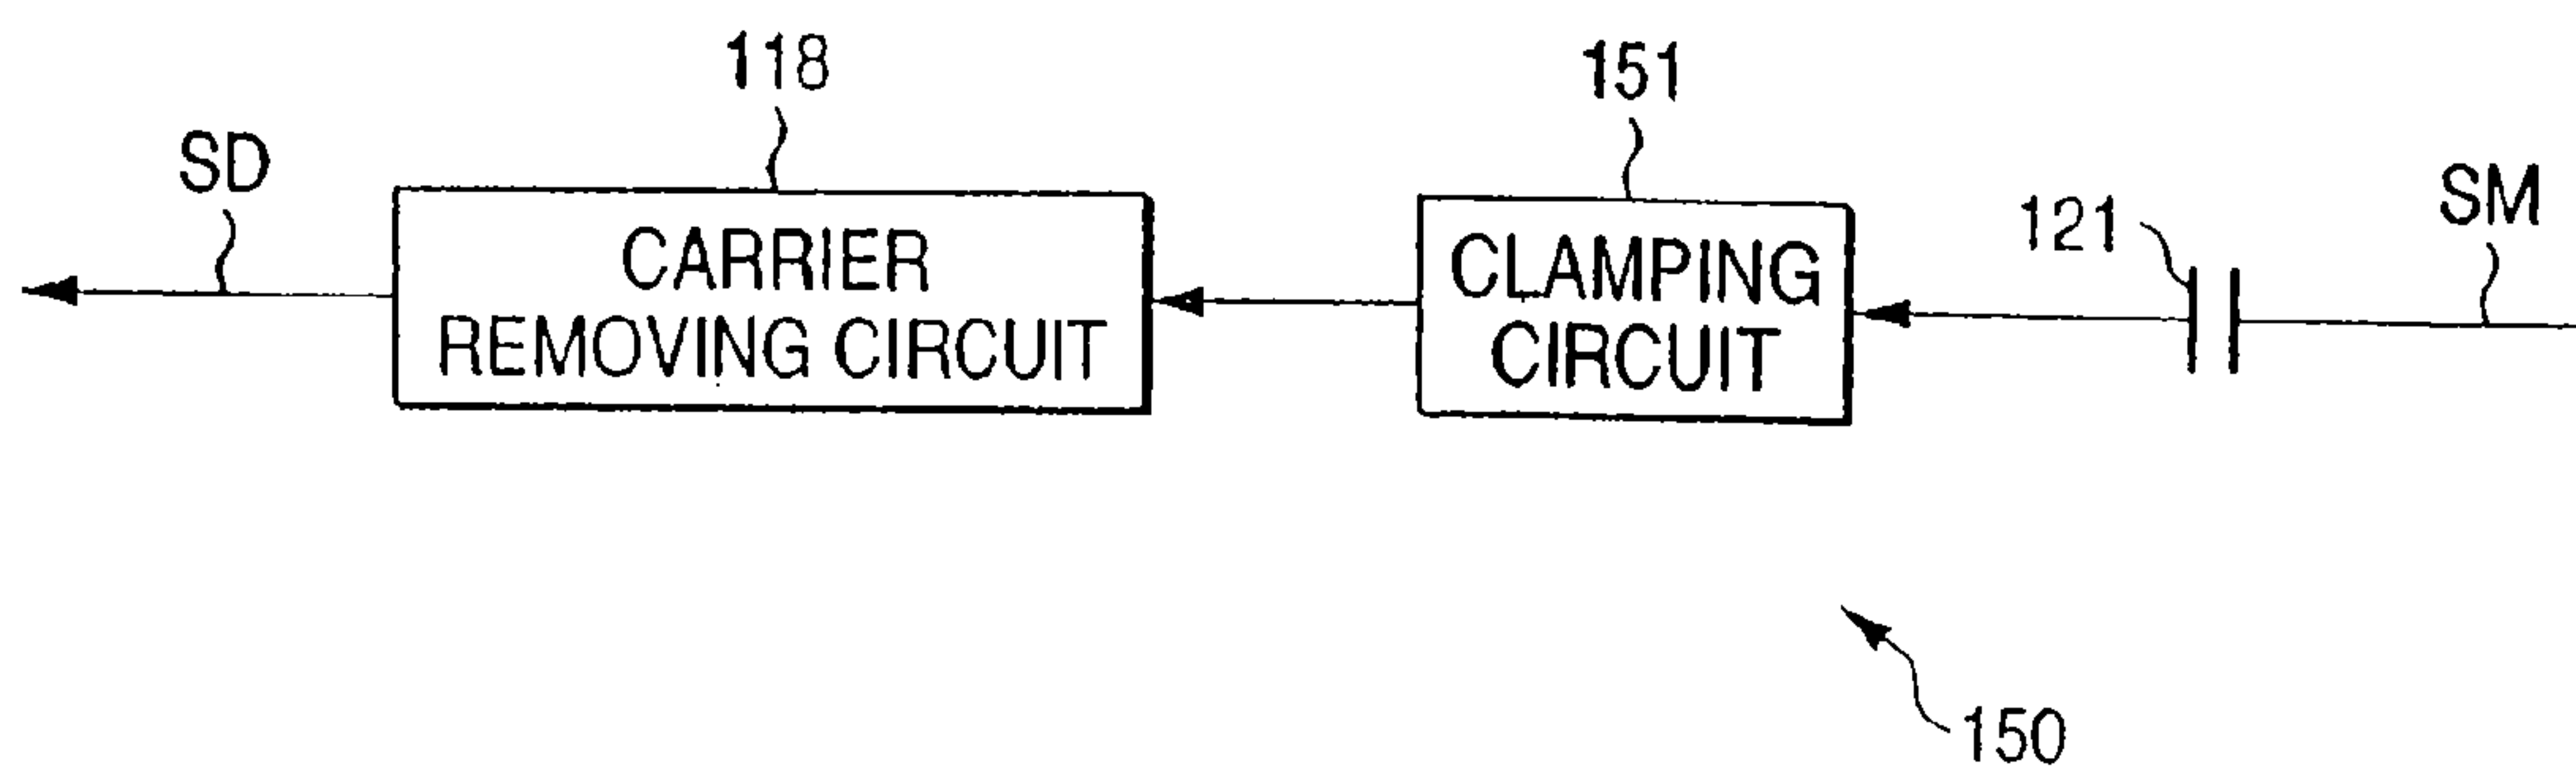 118
151
SD
SM
121
CARRIER
REMOVING CIRCUIT
CLAMPING
CIRCUIT
150